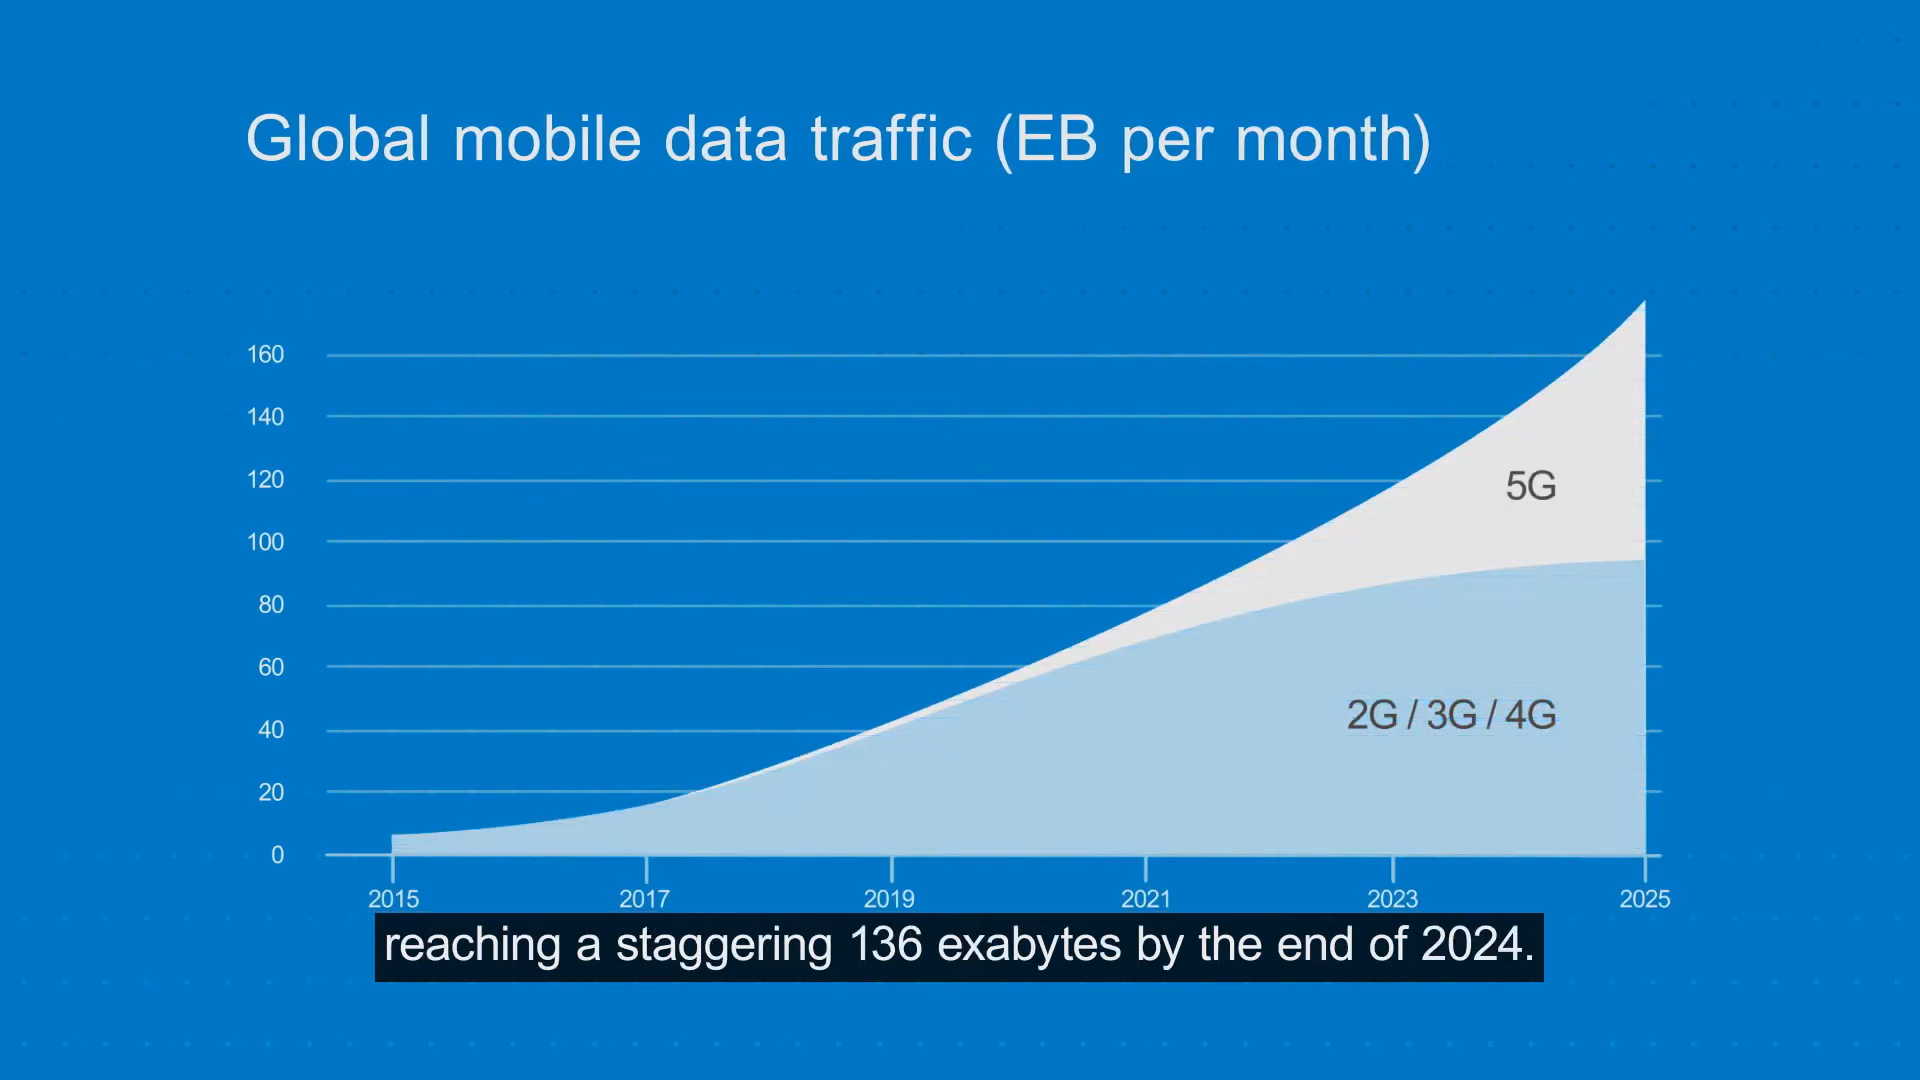 Global mobile data traffic (EB per month)
160
140
120
100
80
60
40
20
0
5G
2G / 3G / 4G
2015 2017 2019 2021 2023 2025
reaching a staggering 136 exabytes by the end of 2024.